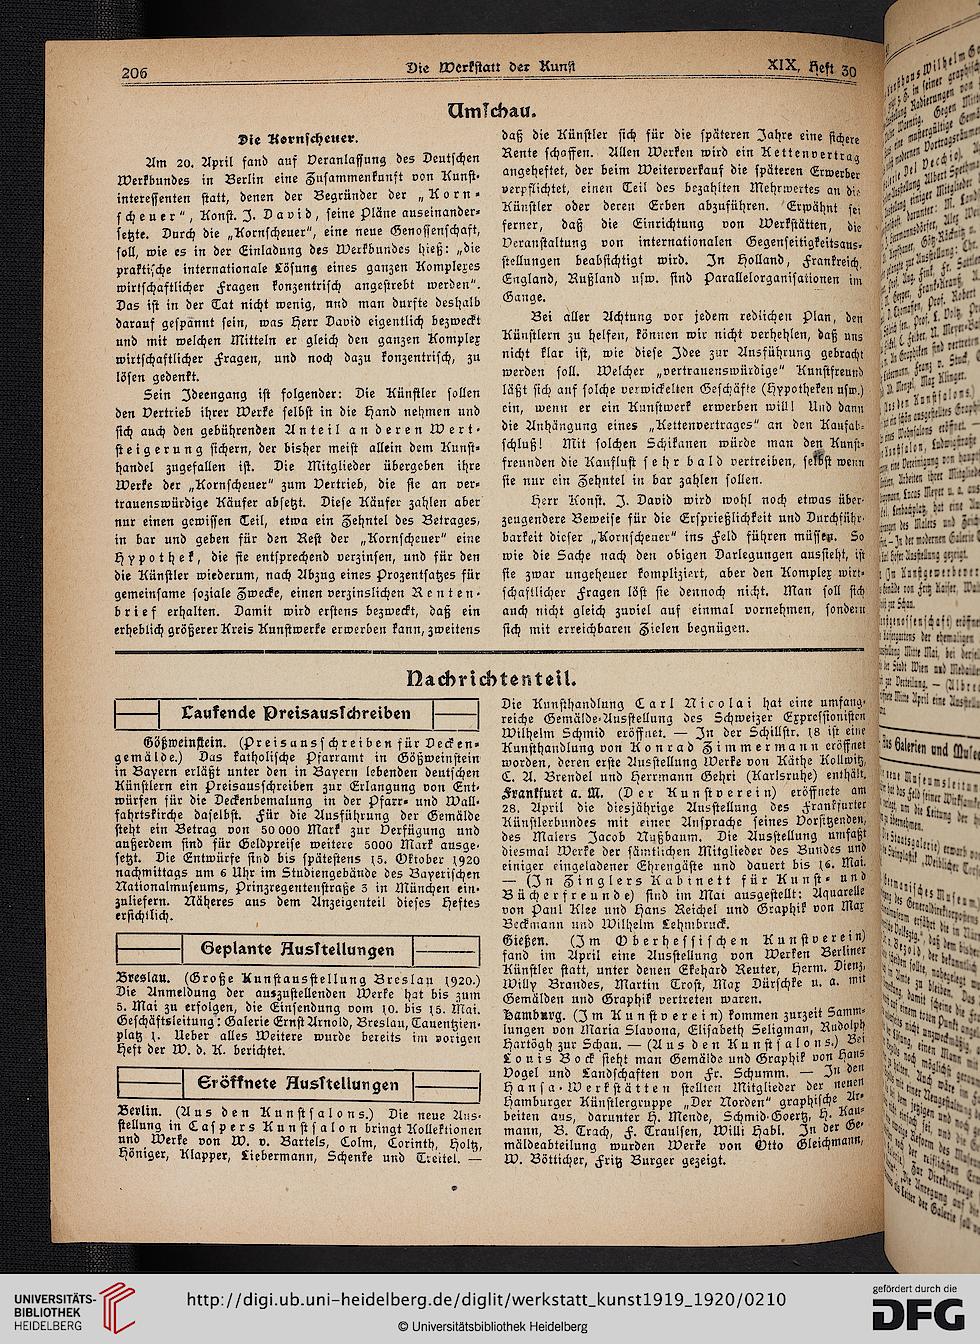 206
Die Werkstatt der Kunst
XIX, Heft 30
Umschau.
Die Kornscheuer.
Am 20. April fand auf Veranlassung des Deutschen
Werkbundes in Berlin eine Zusammenkunft von Kunst-
interessenten statt, denen der Begründer der „Korn-
scheuer", Konst. J. David, seine Pläne auseinander-
setzte. Durch die „Kornscheuer", eine neue Genossenschaft,
soll, wie es in der Einladung des Werkbundes hieß: „die
praktische internationale Lösung eines ganzen Komplexes
wirtschaftlicher Fragen konzentrisch angestrebt werden".
Das ist in der Tat nicht wenig, und man durfte deshalb
darauf gespannt sein, was Herr David eigentlich bezweckt
und mit welchen Mitteln er gleich den ganzen Komplex
wirtschaftlicher Fragen, und noch dazu konzentrisch, zu
lösen gedenkt.
Sein Ideengang ist folgender: Die Künstler sollen
den Vertrieb ihrer Werke selbst in die Hand nehmen und
sich auch den gebührenden Anteil an deren Wert-
steigerung sichern, der bisher meist allein dem Kunst-
handel zugefallen ist. Die Mitglieder übergeben ihre
Werke der „Kornscheuer" zum Vertrieb, die sie an ver-
trauenswürdige Käufer absetzt. Diese Käufer zahlen aber
nur einen gewissen Teil, etwa ein Zehntel des Betrages,
in bar und geben für den Rest der „Kornscheuer" eine
Hypothek, die sie entsprechend verzinsen, und für den
die Künstler wiederum, nach Abzug eines Prozentsatzes für
gemeinsame soziale Zwecke, einen verzinslichen Renten-
brief erhalten. Damit wird erstens bezweckt, daß ein
erheblich größerer Kreis Kunstwerke erwerben kann, zweitens
daß die Künstler sich für die späteren Jahre eine sichere
Rente schaffen. Allen Werken wird ein Kettenvertrag
angeheftet, der beim Weiterverkauf die späteren Erwerber
verpflichtet, einen Teil des bezahlten Mehrwertes an die
Künstler oder deren Erben abzuführen. Erwähnt sei
ferner, daß die Einrichtung von Werkstätten, die
Veranstaltung von internationalen Gegenseitigkeitsaus-
stellungen beabsichtigt wird. In Holland, Frankreich,
England, Rußland usw. sind Parallelorganisationen im
Gange.
Bei aller Achtung vor jedem redlichen Plan, den
Künstlern zu helfen, können wir nicht verhehlen, daß uns
nicht klar ist, wie diese Idee zur Ausführung gebracht
werden soll. Welcher „vertrauenswürdige" Kunstfreund
läßt sich auf solche verwickelten Geschäfte (Hypotheken usw.)
ein, wenn er ein Kunstwerk erwerben will! Und dann
die Anhängung eines „Kettenvertrages" an den Kaufab-
schluß! Mit solchen Schikanen würde man den Kunst-
freunden die Kauflust sehr bald vertreiben, selbst wenn
sie nur ein Zehntel in bar zahlen sollen.
Herr Konst. J. David wird wohl noch etwas über-
zeugendere Beweise für die Ersprießlichkeit und Durchführ-
barkeit dieser „Kornscheuer" ins Feld führen müssen. So
wie die Sache nach den obigen Darlegungen aussieht, ist
sie zwar ungeheuer kompliziert, aber den Komplex wirt-
schaftlicher Fragen löst sie dennoch nicht. Man soll sich
auch nicht gleich zuviel auf einmal vornehmen, sondern
sich mit erreichbaren Zielen begnügen.
Nachrichtenteil.
Laufende Preisausschreiben
Gößweinstein. (Preisausschreiben für Decken-
gemälde.) Das katholische Pfarramt in Gößweinstein
in Bayern erläßt unter den in Bayern lebenden deutschen
Künstlern ein Preisausschreiben zur Erlangung von Ent-
würfen für die Deckenbemalung in der Pfarr- und Wall-
fahrtskirche daselbst. Für die Ausführung der Gemälde
steht ein Betrag von 50 000 Mark zur Verfügung und
außerdem sind für Geldpreise weitere 5000 Mark ausge-
setzt. Die Entwürfe sind bis spätestens 15. Oktober 1920
nachmittags um 6 Uhr im Studiengebäude des Bayerischen
Nationalmuseums, Prinzregentenstraße 3 in München ein-
zuliefern. Näheres aus dem Anzeigenteil dieses Heftes
ersichtlich.
Geplante Ausstellungen
Breslau. (Große Kunstausstellung Breslau 1920.)
Die Anmeldung der auszustellenden Werke hat bis zum
5. Mai zu erfolgen, die Einsendung vom 10. bis 15. Mai.
Geschäftsleitung: Galerie Ernst Arnold, Breslau, Tauentzien-
platz 1. Ueber alles Weitere wurde bereits im vorigen
Heft der W. d. K. berichtet.
Eröffnete Ausstellungen
Berlin. (Aus den Kunstsalons.) Die neue Aus-
stellung in Caspers Kunstsalon bringt Kollektionen
und Werke von W. v. Bartels, Colm, Corinth, Holtz,
Höniger, Klapper, Liebermann, Schenke und Treitel. —
Die Kunsthandlung Carl Nicolai hat eine umfang-
reiche Gemälde-Ausstellung des Schweizer Expressionisten
Wilhelm Schmid eröffnet. — In der Schillstr. 18 ist eine
Kunsthandlung von Konrad Zimmermann eröffnet
worden, deren erste Ausstellung Werke von Käthe Kollwitz,
C. A. Brendel und Herrmann Gehri (Karlsruhe) enthält.
Frankfurt a. M. (Der Kunstverein) eröffnete am
28. April die diesjährige Ausstellung des Frankfurter
Künstlerbundes mit einer Ansprache seines Vorsitzenden,
des Malers Jacob Nußbaum. Die Ausstellung umfaßt
diesmal Werke der sämtlichen Mitglieder des Bundes und
einiger eingeladener Ehrengäste und dauert bis 16. Mai.
— (In Zinglers Kabinett für Kunst- und
Bücherfreunde) sind im Mai ausgestellt: Aquarelle
von Paul Klee und Hans Reichel und Graphik von Max
Beckmann und Wilhelm Lehmbruck.
Gießen. (Im Oberhessischen Kunstverein)
fand im April eine Ausstellung von Werken Berliner
Künstler statt, unter denen Ekehard Reuter, Herm. Dienz,
Willy Brandes, Martin Trost, Max Dürschke u. a. mit
Gemälden und Graphik vertreten waren.
Hamburg. (Im Kunstverein) kommen zurzeit Samm-
lungen von Maria Slavona, Elisabeth Seligman, Rudolph
Hartögh zur Schau. — (Aus den Kunstsalons.) Bei
Louis Bock sieht man Gemälde und Graphik von Hans
Vogel und Landschaften von Fr. Schumm. — In den
Hansa-Werkstätten stellten Mitglieder der neuen
Hamburger Künstlergruppe „Der Norden" graphische Ar-
beiten aus, darunter H. Mende, Schmid-Goertz, H. Kau-
mann, B. Trach, F. Traulsen, Willi Habl. In der Ge-
mäldeabteilung wurden Werke von Otto Gleichmann,
W. Bötticher, Fritz Burger gezeigt.
UNIVERSITÄTS-
BIBLIOTHEK
HEIDELBERG
http://digi.ub.uni-heidelberg.de/diglit/werkstatt_kunst1919_1920/0210
© Universitätsbibliothek Heidelberg
gefördert durch die
DFG